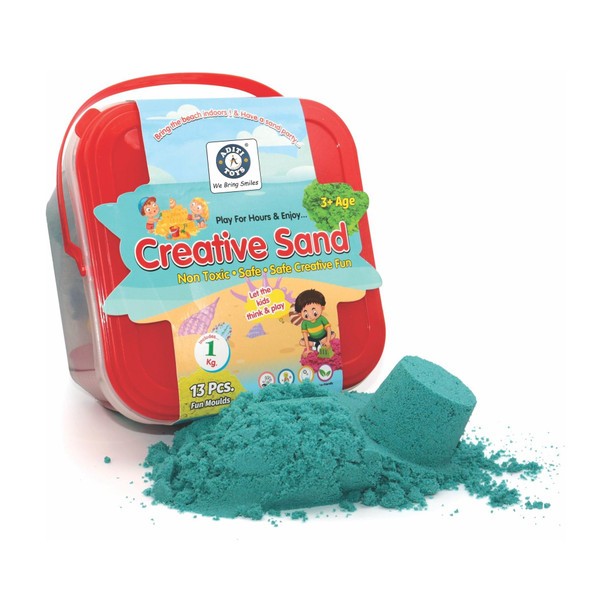 Bring the beach indoors ! & Have a sand party...
ADITI
TOYS
We Bring Smiles
3+ Age
Play For Hours & Enjoy...
Creative Sand
Non Toxic • Safe • Safe Creative Fun
Let the
kids
think & play
1
Kg.
13 Pcs.
Fun Moulds